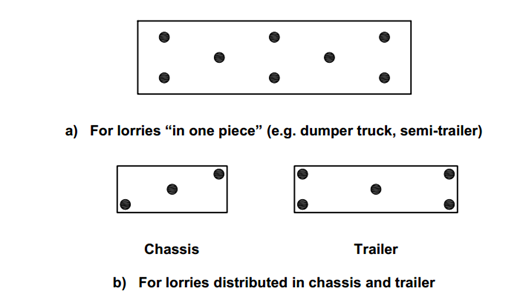 a) For lorries “in one piece” (e.g. dumper truck, semi-trailer)
Chassis
Trailer
b) For lorries distributed in chassis and trailer